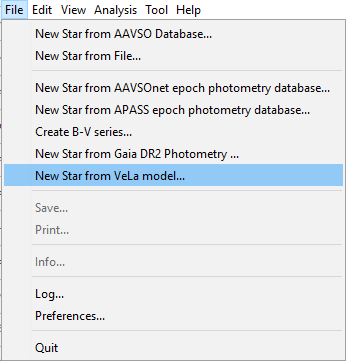 File Edit View Analysis Tool Help
New Star from AAVSO Database...
New Star from File...
New Star from AAVSOnet epoch photometry database...
New Star from APASS epoch photometry database...
Create B-V series...
New Star from Gaia DR2 Photometry ...
New Star from VeLa model...
Save...
Print...
Info...
Log...
Preferences...
Quit